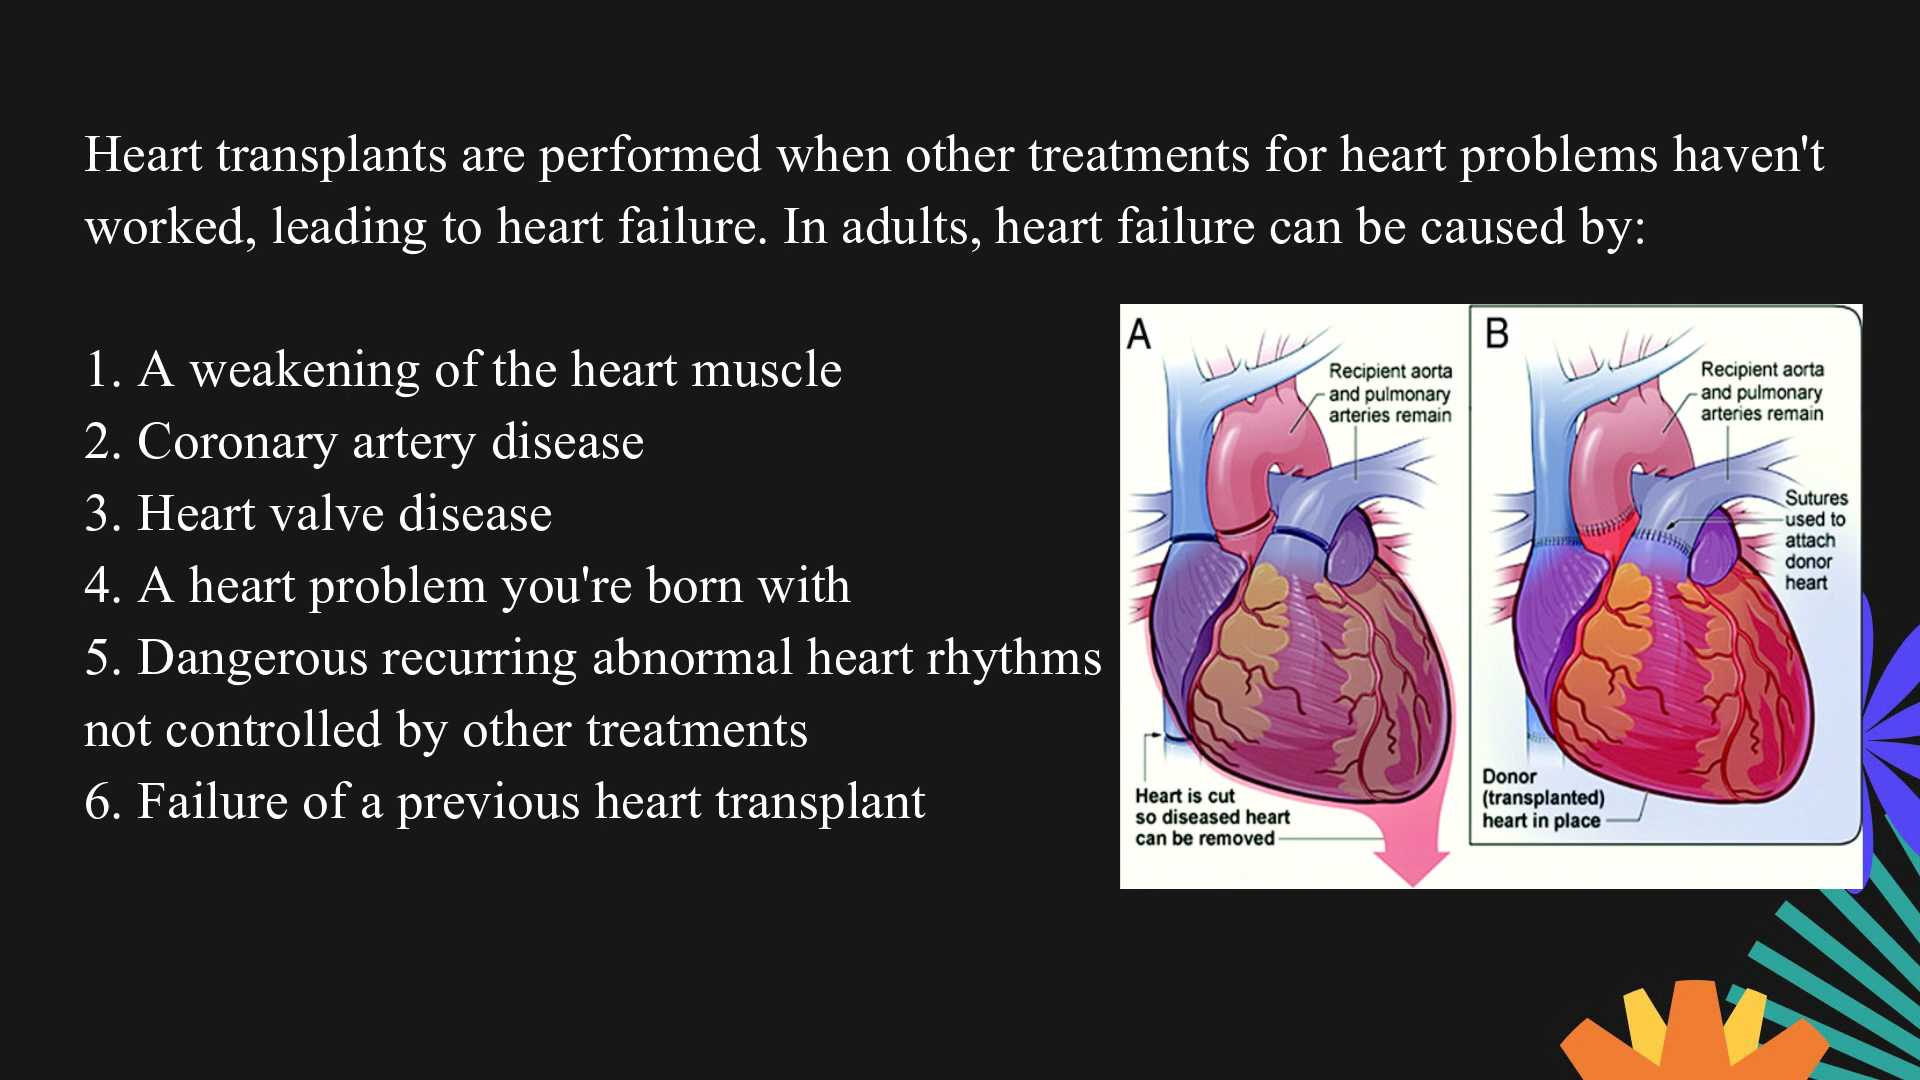 Heart transplants are performed when other treatments for heart problems haven't
worked, leading to heart failure. In adults, heart failure can be caused by:
1. A weakening of the heart muscle
2. Coronary artery disease
3. Heart valve disease
4. A heart problem you're born with
5. Dangerous recurring abnormal heart rhythms
not controlled by other treatments
6. Failure of a previous heart transplant
A
Recipient aorta
and pulmonary
arteries remain
Heart is cut
so diseased heart
can be removed
B
Recipient aorta
and pulmonary
arteries remain
Sutures
used to
attach
donor
heart
Donor
(transplanted)
heart in place